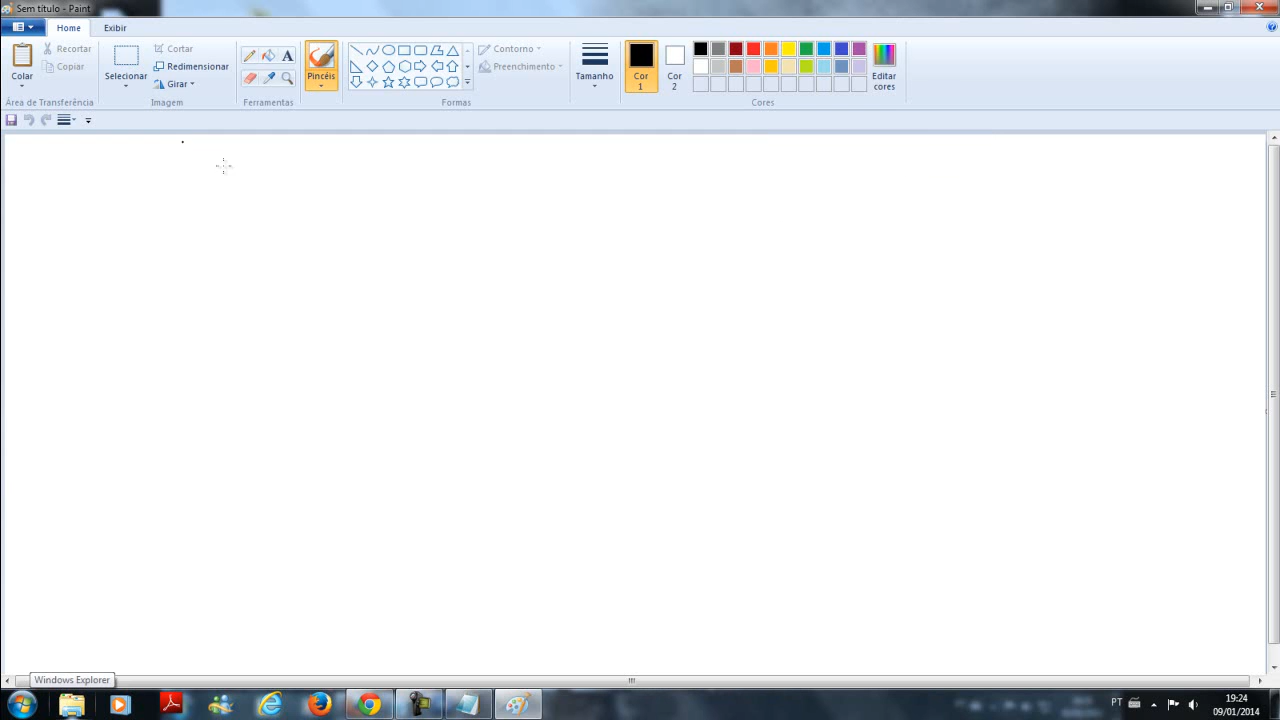 Sem título - Paint
Home
Exibir
Colar
Recortar
Copiar
Área de Transferência
Selecionar
Cortar
Redimensionar
Girar
Imagem
A
Ferramentas
Pincéis
Contorno
Preenchimento
Formas
Tamanho
Cor
1
Cor
2
Editar
cores
Cores
Windows Explorer
PT
19:24
09/01/2014